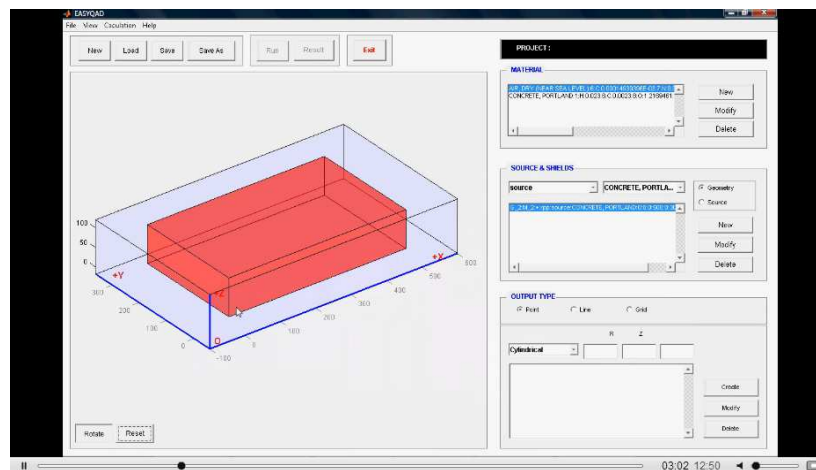 EASYQAD
File View Caculation Help
New Load Save Save As Run Result Exit
PROJECT :
MATERIAL
CONCRETE, PORTLAND
New
Modify
Delete
SOURCE & SHIELDS
source CONCRETE, PORTLA...
Geometry
Source
New
Modify
Delete
OUTPUT TYPE
Point Line Grid
R Z
Cylindrical
Create
Modify
Delete
100
50
0
+Y
+X
+Z
O
300
200
100
0
-100
0
100
200
300
400
500
600
Rotate Reset
03:02 12:50